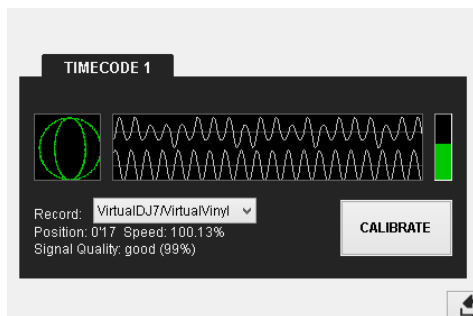 TIMECODE 1
Record: VirtualDJ7/VirtualVinyl
Position: 0'17 Speed: 100.13%
Signal Quality: good (99%)
CALIBRATE